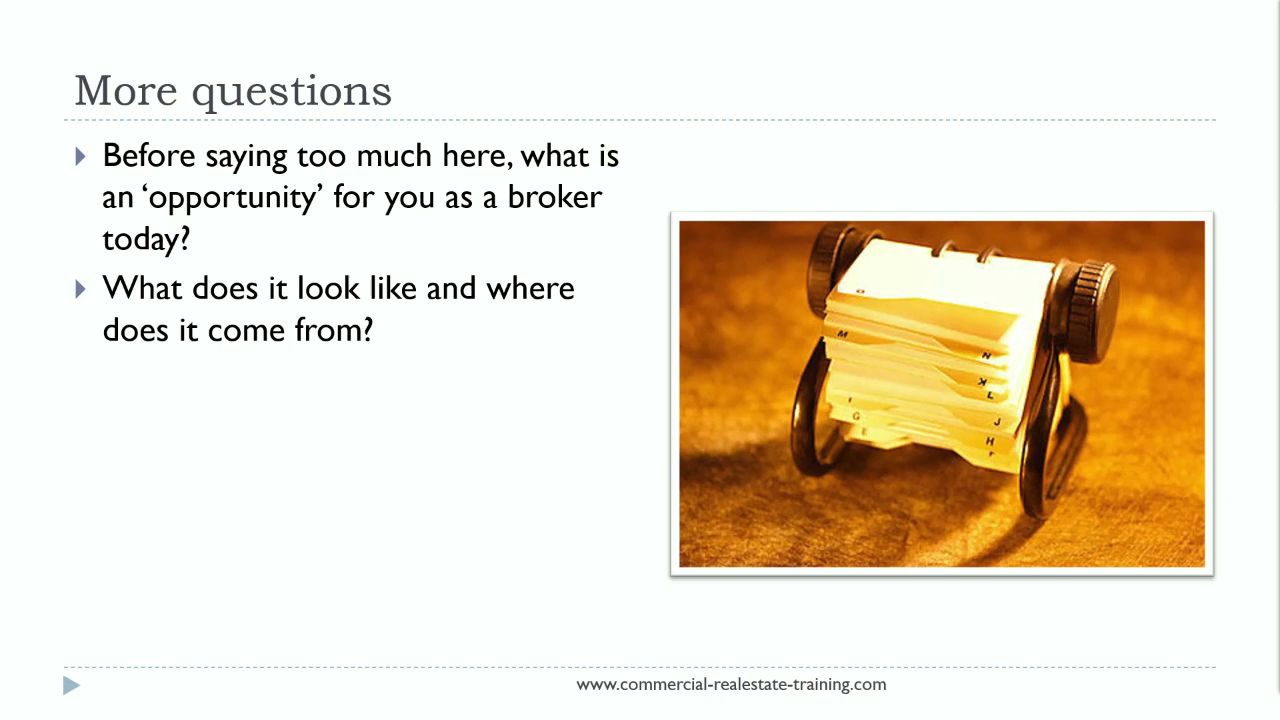 More questions
Before saying too much here, what is
an ‘opportunity’ for you as a broker
today?
What does it look like and where
does it come from?
O
M
N
K
L
I
J
G
H
E
F
www.commercial-realestate-training.com